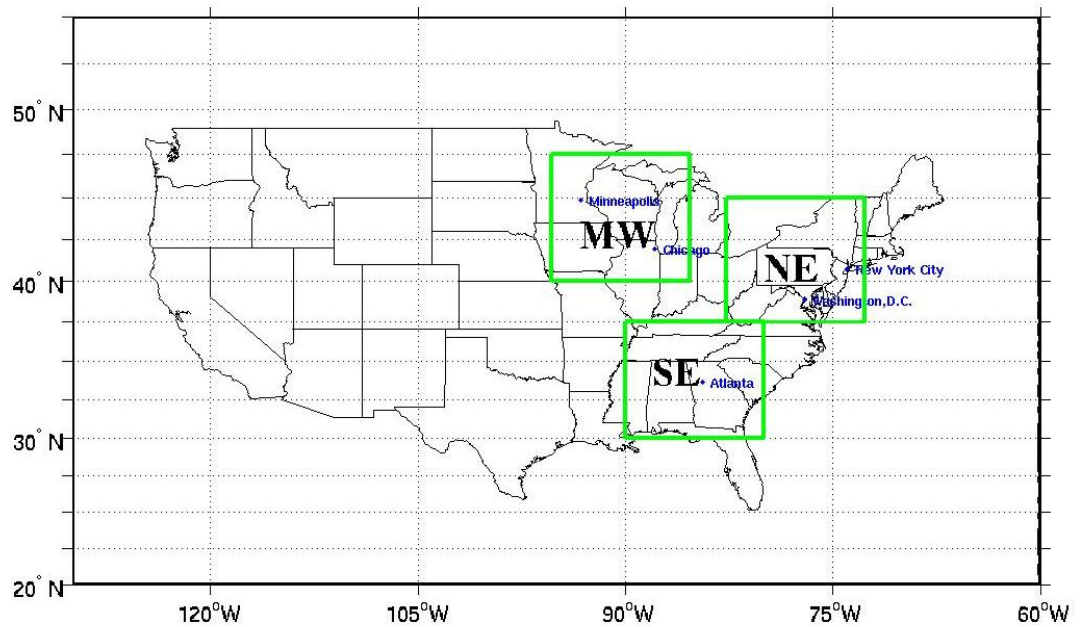 50° N
Minneapolis
MW
Chicago
40° N
NE
New York City
Washington,D.C.
SE
Atlanta
30° N
20° N
120°W
105°W
90°W
75°W
60°W